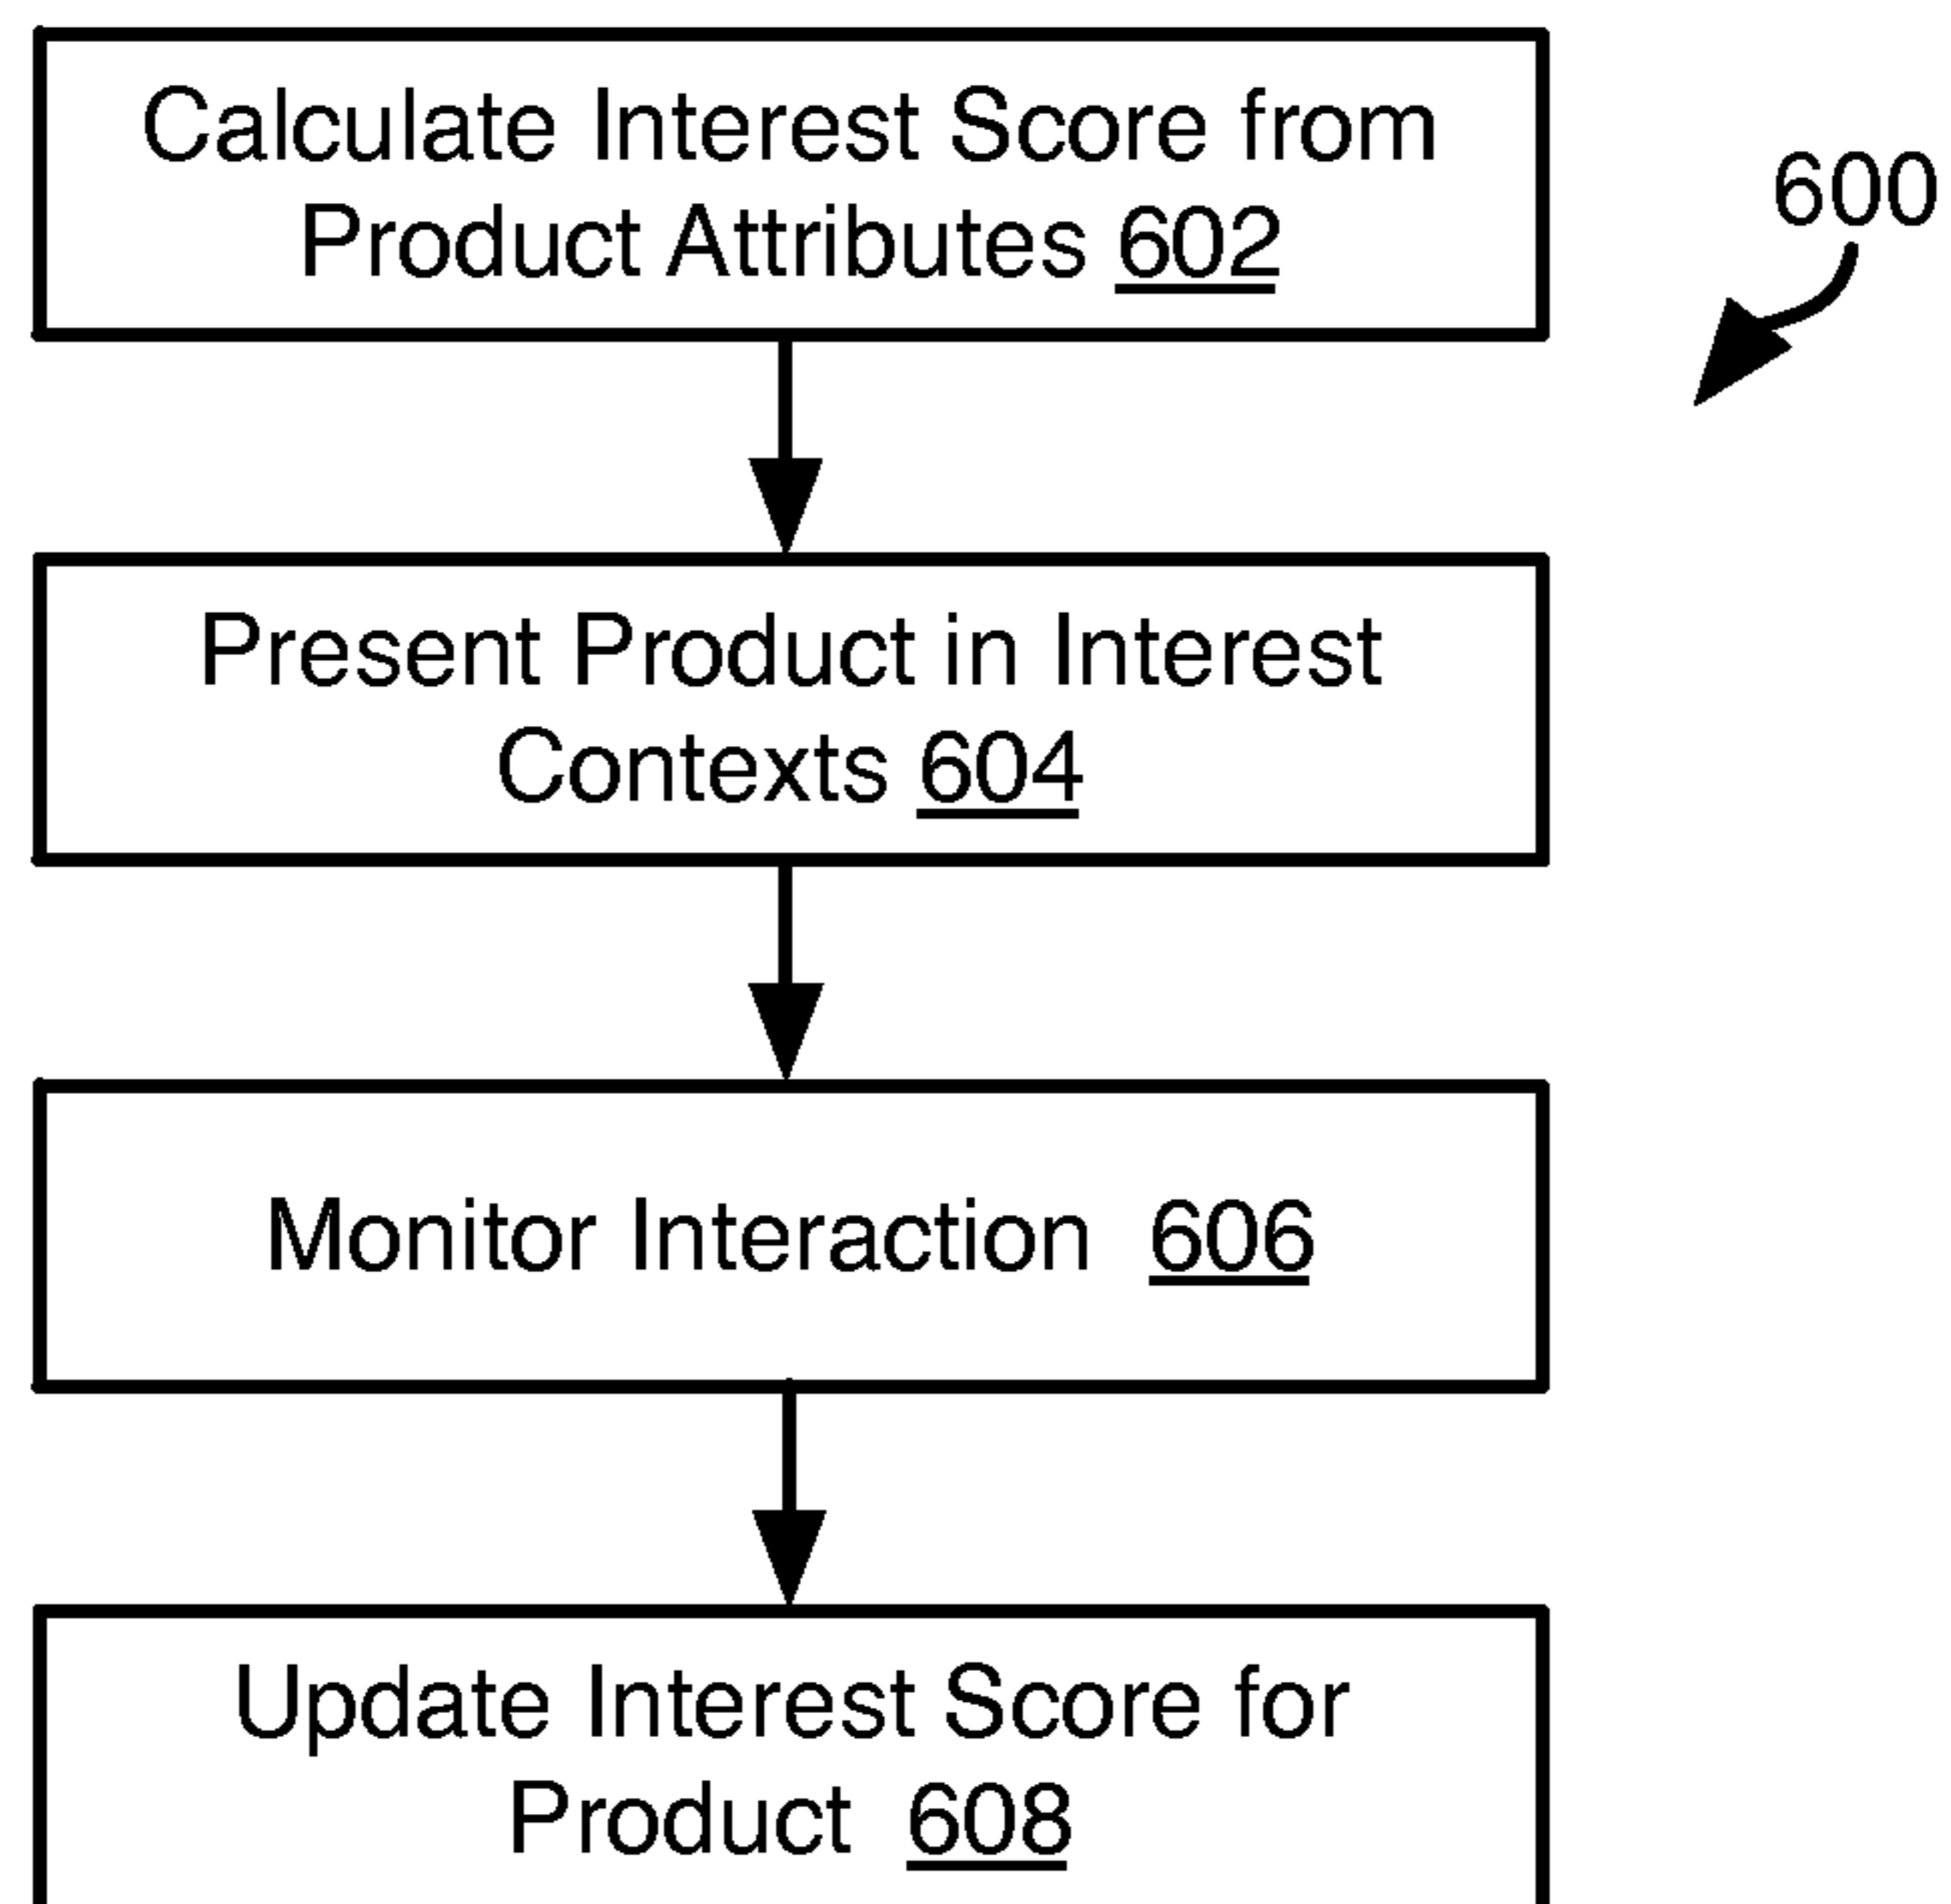 Calculate Interest Score from
Product Attributes 602
600
Present Product in Interest
Contexts 604
Monitor Interaction 606
Update Interest Score for
Product 608